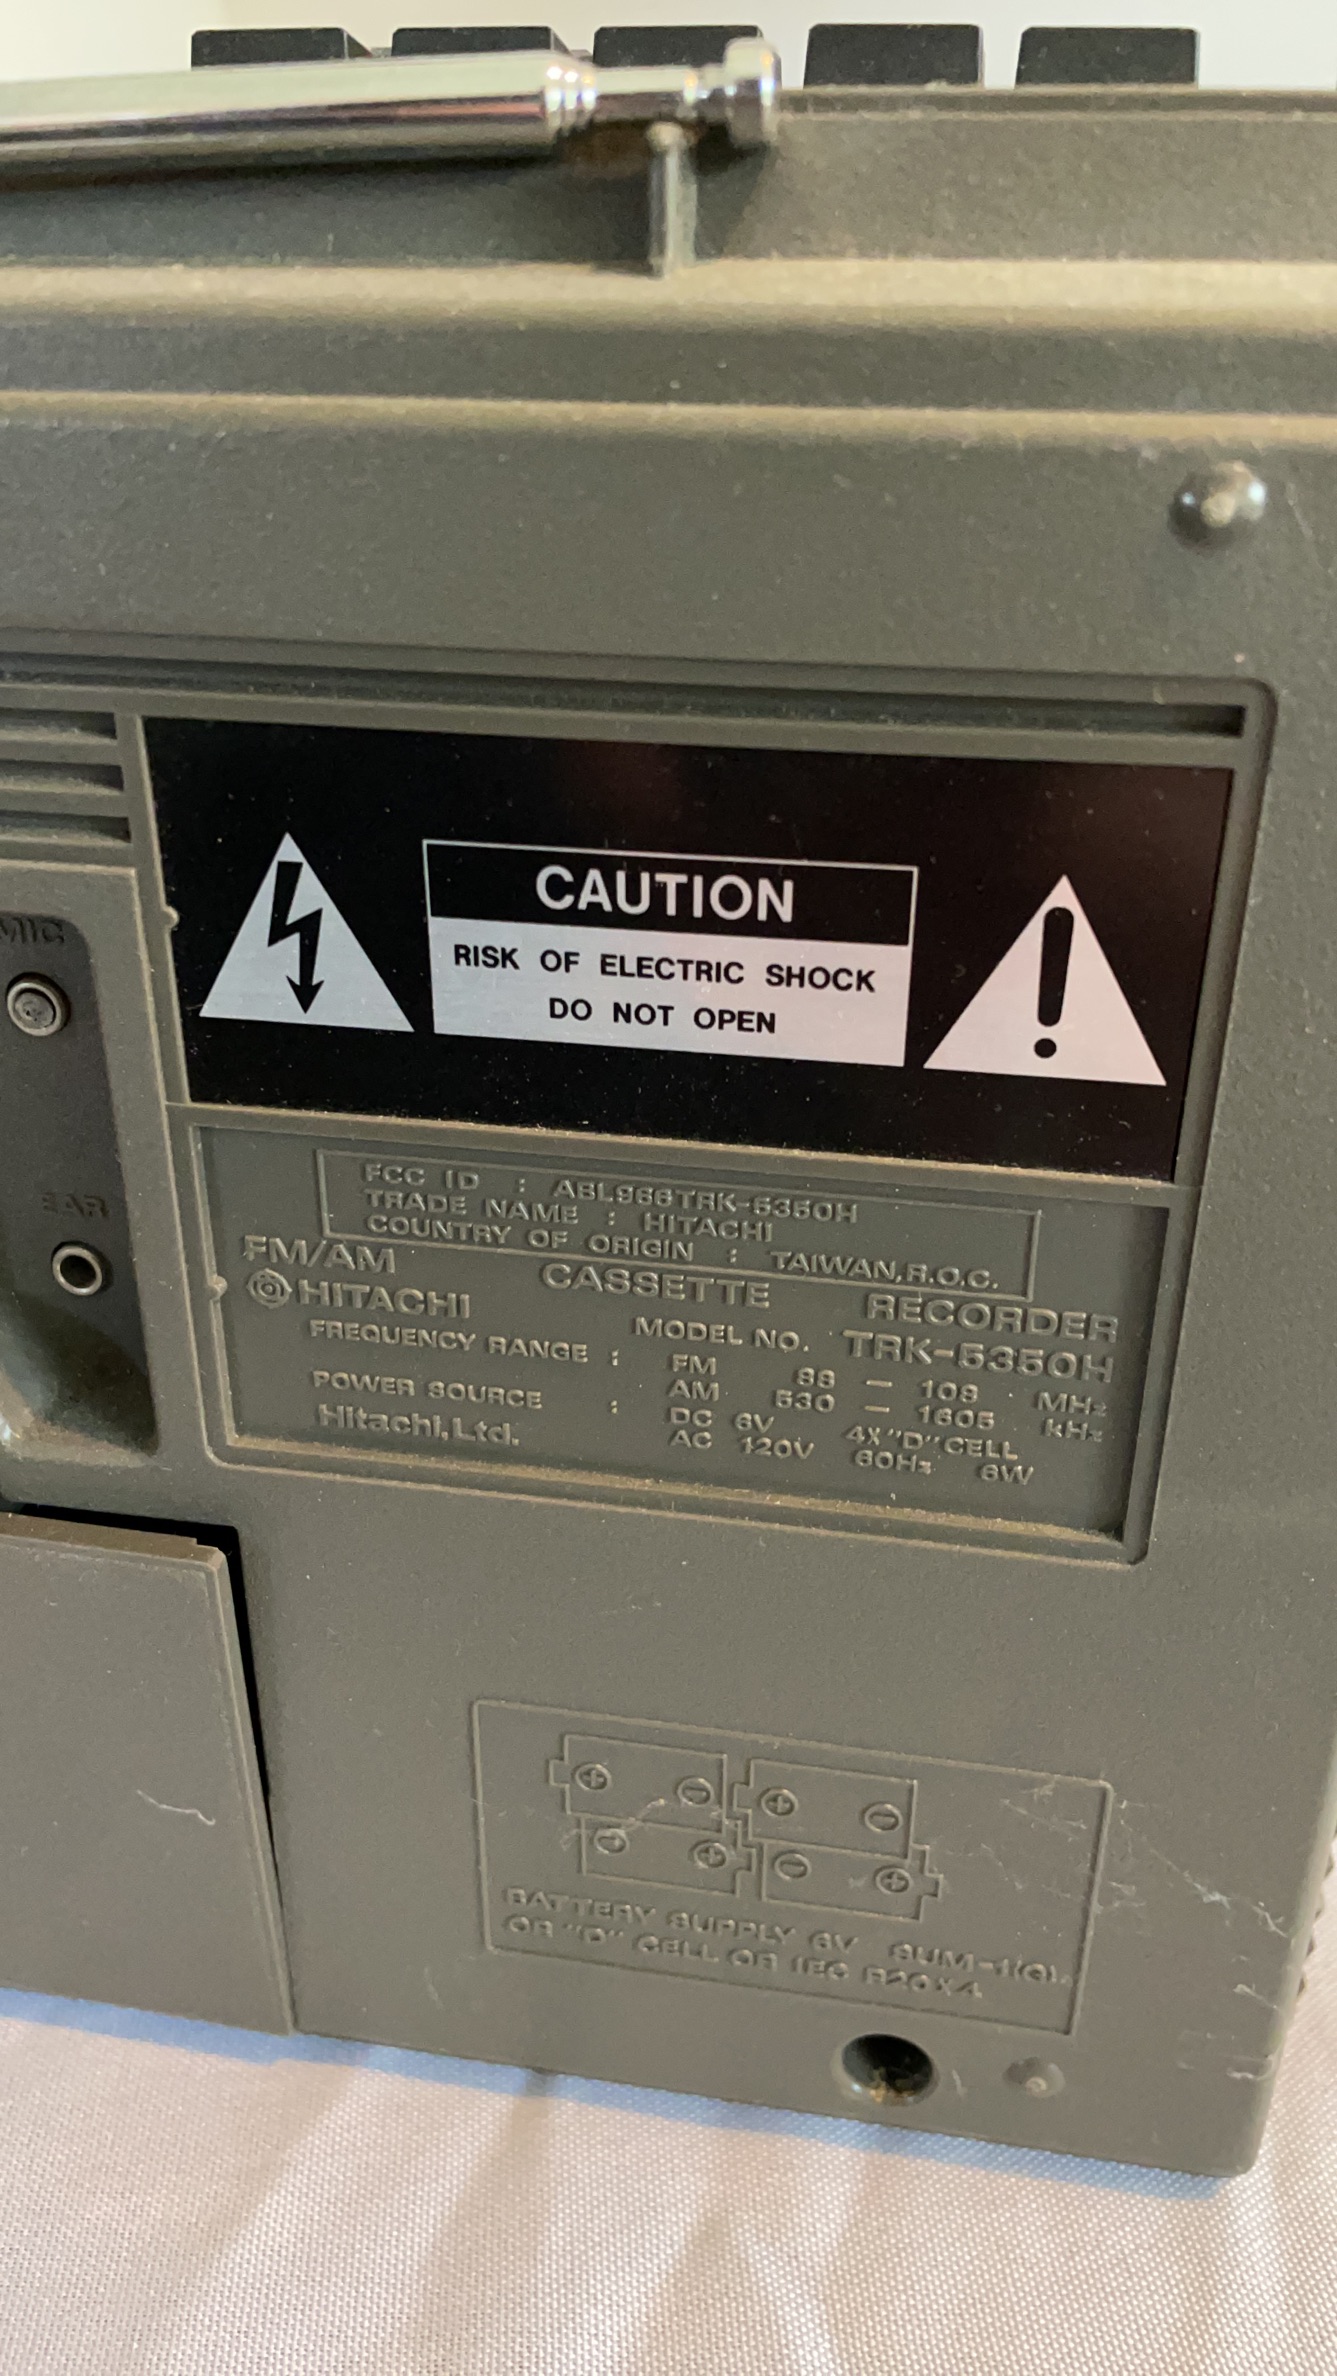 MIC
EAR
CAUTION
RISK OF ELECTRIC SHOCK
DO NOT OPEN
FCC ID : ABL966TRK-5350H
TRADE NAME : HITACHI
COUNTRY OF ORIGIN : TAIWAN,R.O.C.
FM/AM CASSETTE RECORDER
HITACHI MODEL NO. TRK-5350H
FREQUENCY RANGE : FM 88 – 108 MHz
AM 530 – 1605 kHz
POWER SOURCE : DC 6V 4X"D"CELL
AC 120V 60Hz 6W
Hitachi,Ltd.
BATTERY SUPPLY 6V SUM-1(G),
OR "D" CELL OR IEC R20X4